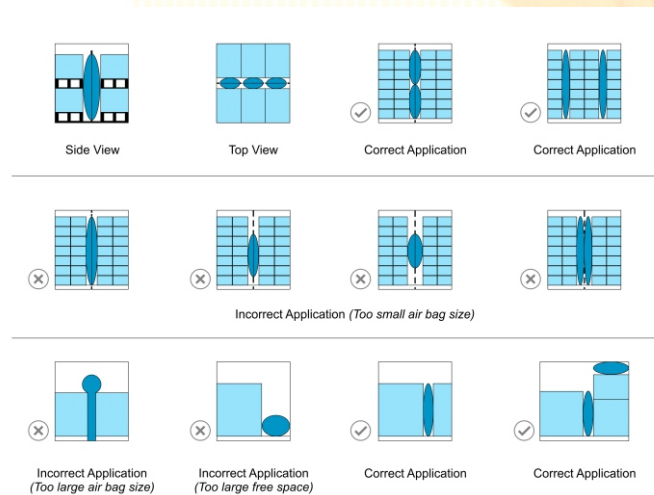 Side View
Top View
Correct Application
Correct Application
Incorrect Application (Too small air bag size)
Incorrect Application
(Too large air bag size)
Incorrect Application
(Too large free space)
Correct Application
Correct Application